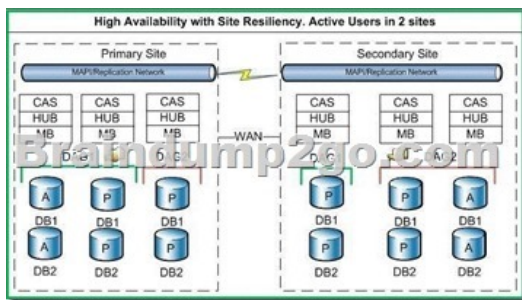 High Availability with Site Resiliency. Active Users in 2 sites
Primary Site
Secondary Site
MAPI/Replication Network
MAPI/Replication Network
CAS CAS CAS
HUB HUB HUB
MB MB MB
WAN
CAS CAS CAS
HUB HUB HUB
MB MB MB
Braindump2go.com
DAG2
A P P
DB1 DB1 DB1
A P P
DB2 DB2 DB2
P P A
DB1 DB1 DB1
P P A
DB2 DB2 DB2